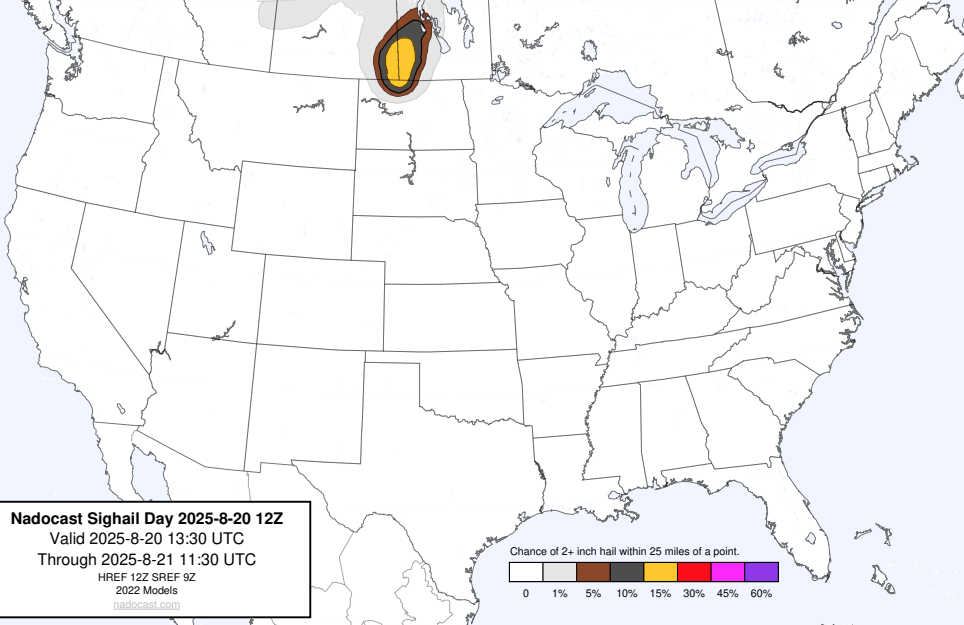 Nadocast Sighail Day 2025-8-20 12Z
Valid 2025-8-20 13:30 UTC
Through 2025-8-21 11:30 UTC
HREF 12Z SREF 9Z
2022 Models
nadocast.com
Chance of 2+ inch hail within 25 miles of a point.
0 1% 5% 10% 15% 30% 45% 60%